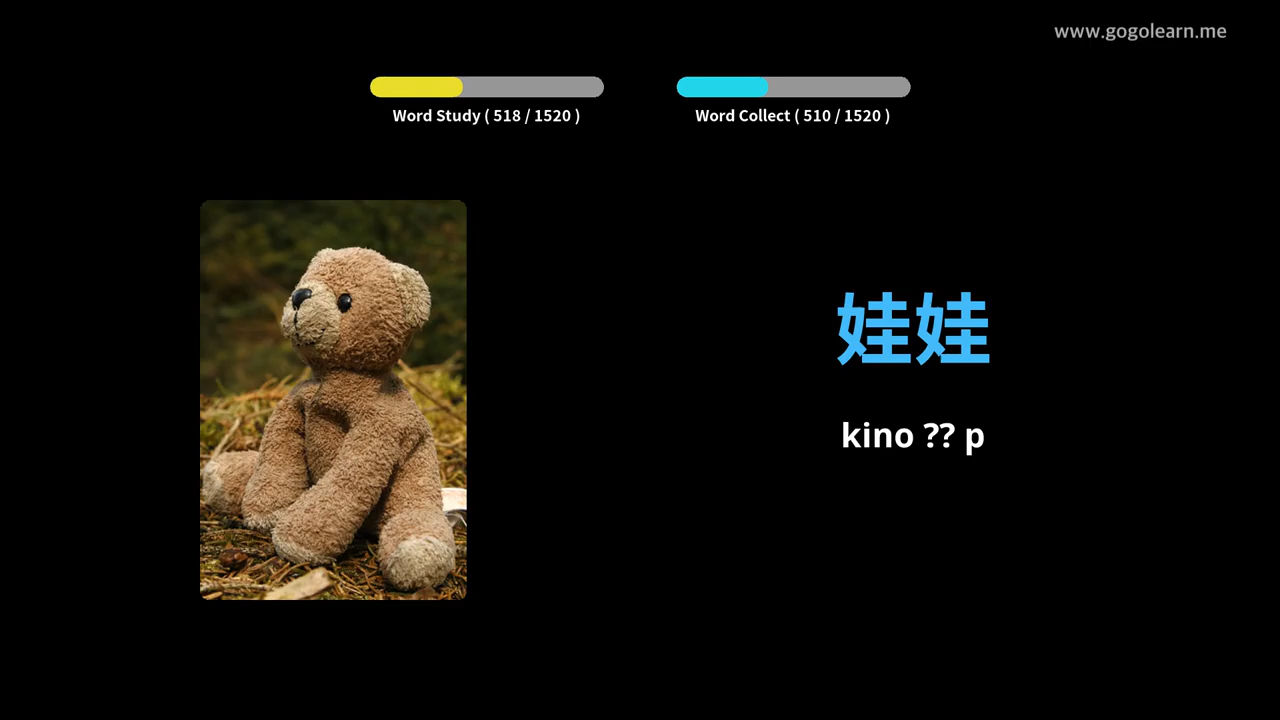 www.gogolearn.me
Word Study ( 518 / 1520 )
Word Collect ( 510 / 1520 )
娃娃
kino ?? p